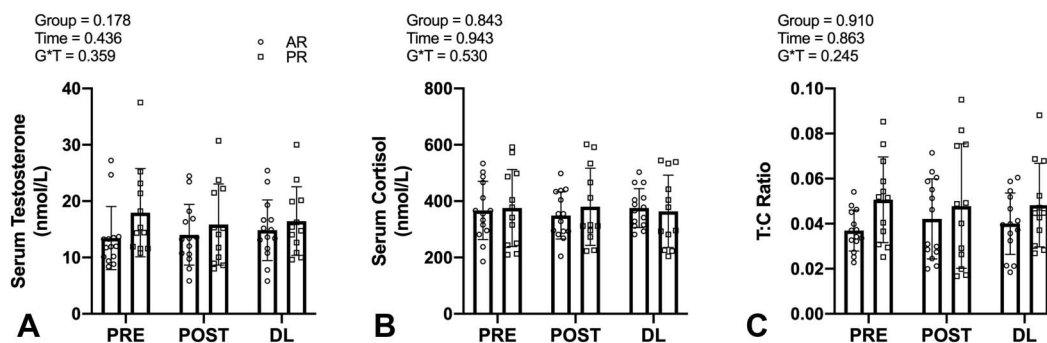 Group = 0.178
Time = 0.436
G*T = 0.359
AR
PR
Serum Testosterone
(nmol/L)
40
30
20
10
0
PRE
POST
DL
A
Group = 0.843
Time = 0.943
G*T = 0.530
Serum Cortisol
(nmol/L)
800
600
400
200
0
PRE
POST
DL
B
Group = 0.910
Time = 0.863
G*T = 0.245
T:C Ratio
0.10
0.08
0.06
0.04
0.02
0.00
PRE
POST
DL
C